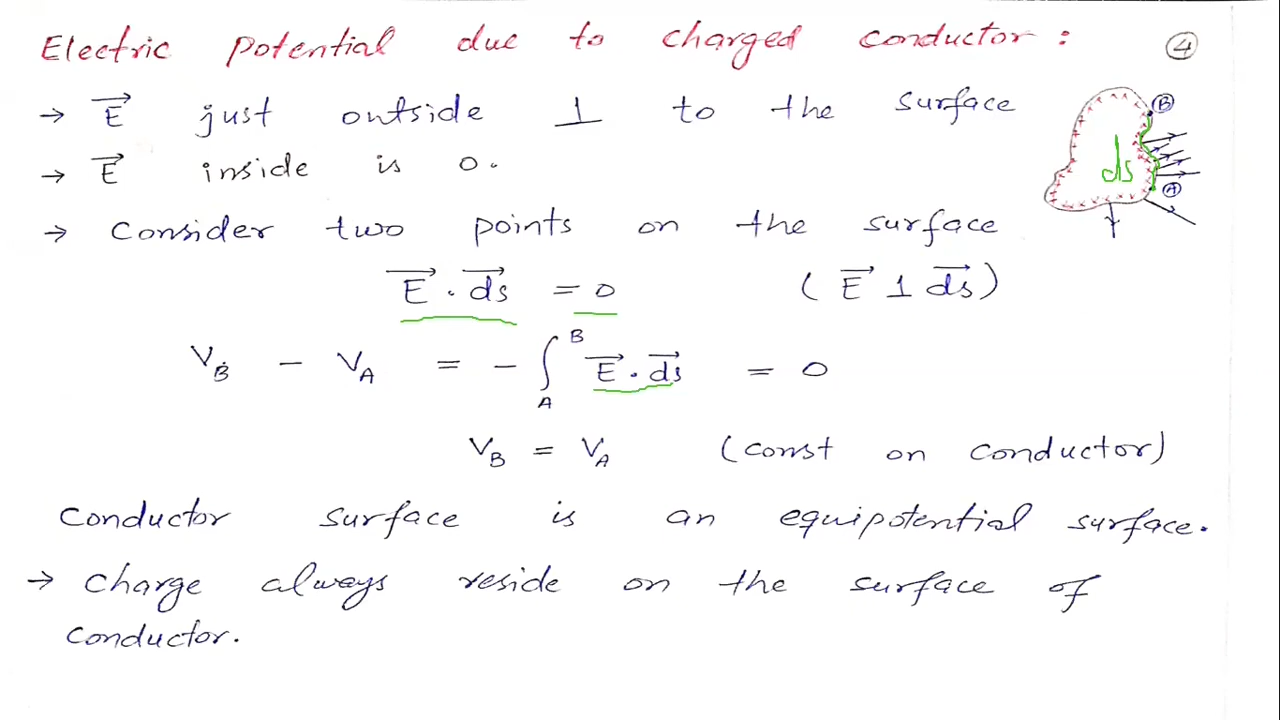 Electric potential due to charged conductor : ④
→ E⃗ just outside ⊥ to the surface
→ E⃗ inside is 0.
B
ds
A
→ Consider two points on the surface
E⃗ · ds⃗ = 0 ( E⃗ ⊥ ds⃗ )
V_B - V_A = - ∫_A^B E⃗ · ds⃗ = 0
V_B = V_A (const on conductor)
Conductor surface is an equipotential surface.
→ Charge always reside on the surface of
conductor.